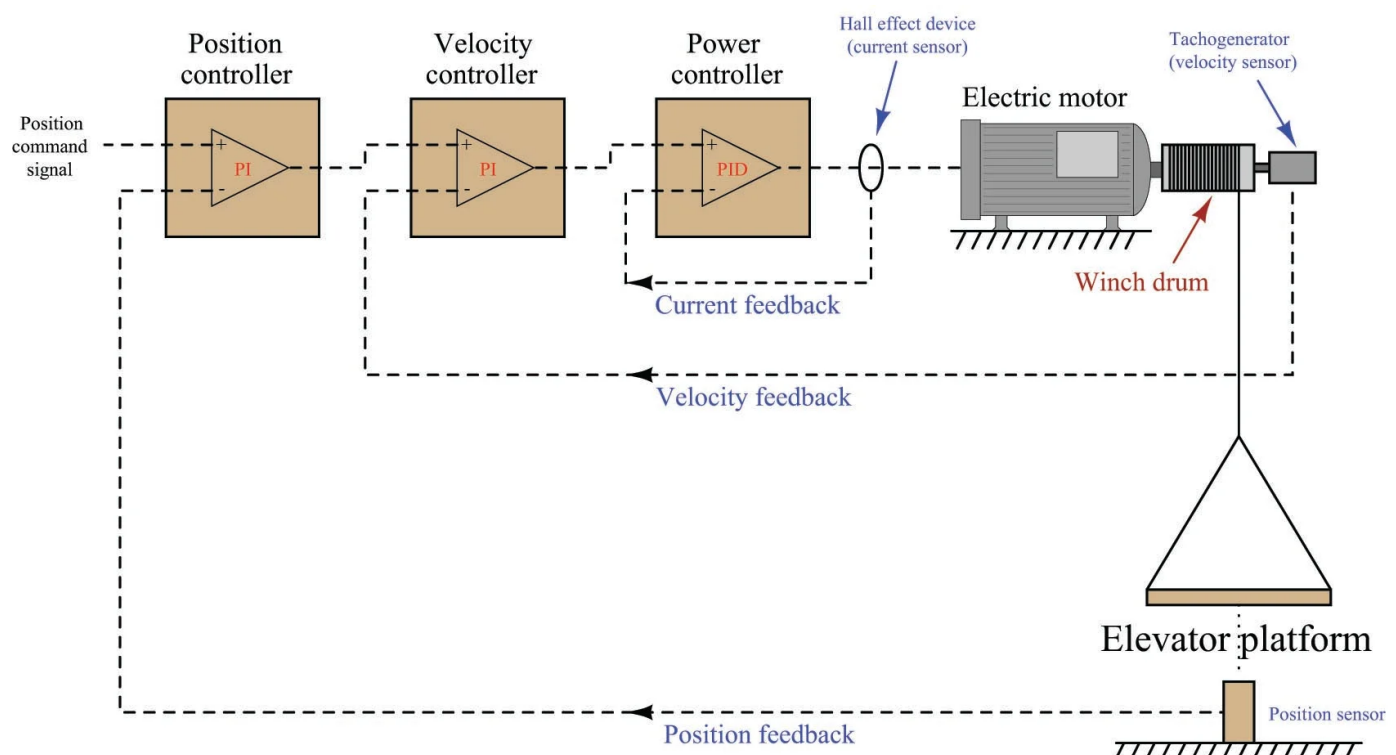 Position
controller
Velocity
controller
Power
controller
Hall effect device
(current sensor)
Tachogenerator
(velocity sensor)
Electric motor
Position
command
signal
+
PI
-
+
PI
-
+
PID
-
Winch drum
Current feedback
Velocity feedback
Elevator platform
Position feedback
Position sensor